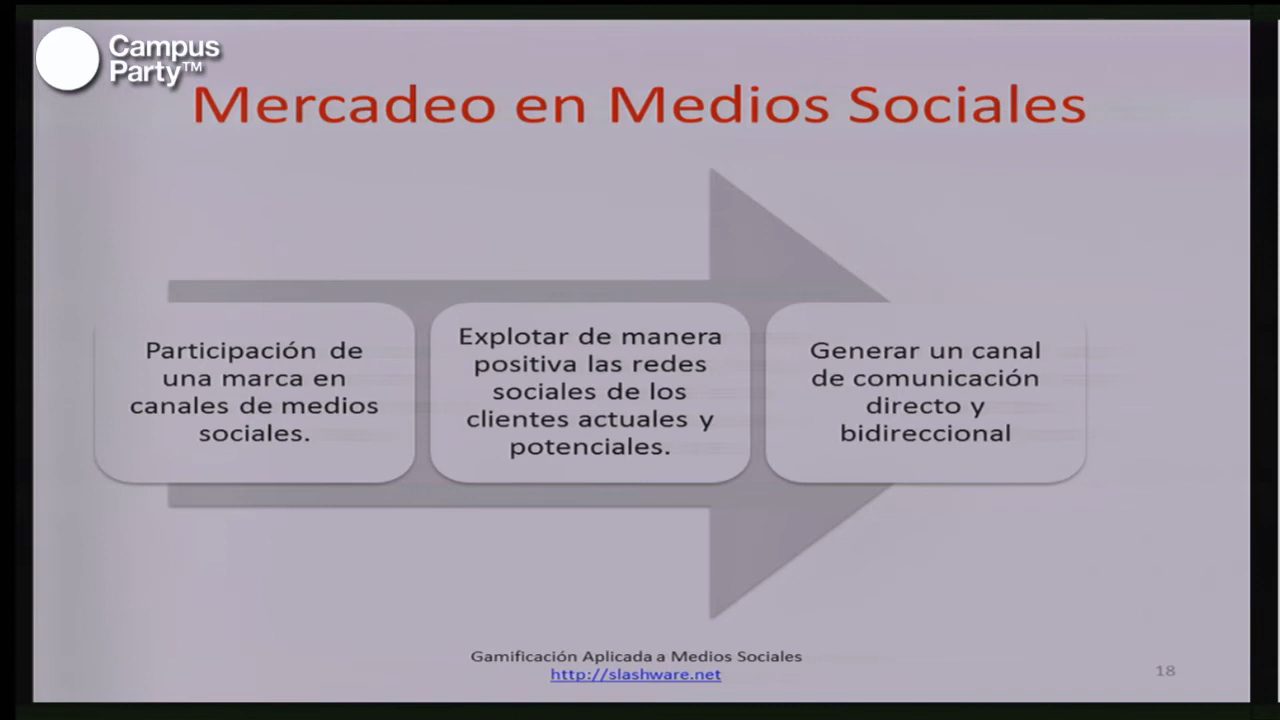 Campus
Party™
Mercadeo en Medios Sociales
Participación de
una marca en
canales de medios
sociales.
Explotar de manera
positiva las redes
sociales de los
clientes actuales y
potenciales.
Generar un canal
de comunicación
directo y
bidireccional
Gamificación Aplicada a Medios Sociales
http://slashware.net
18